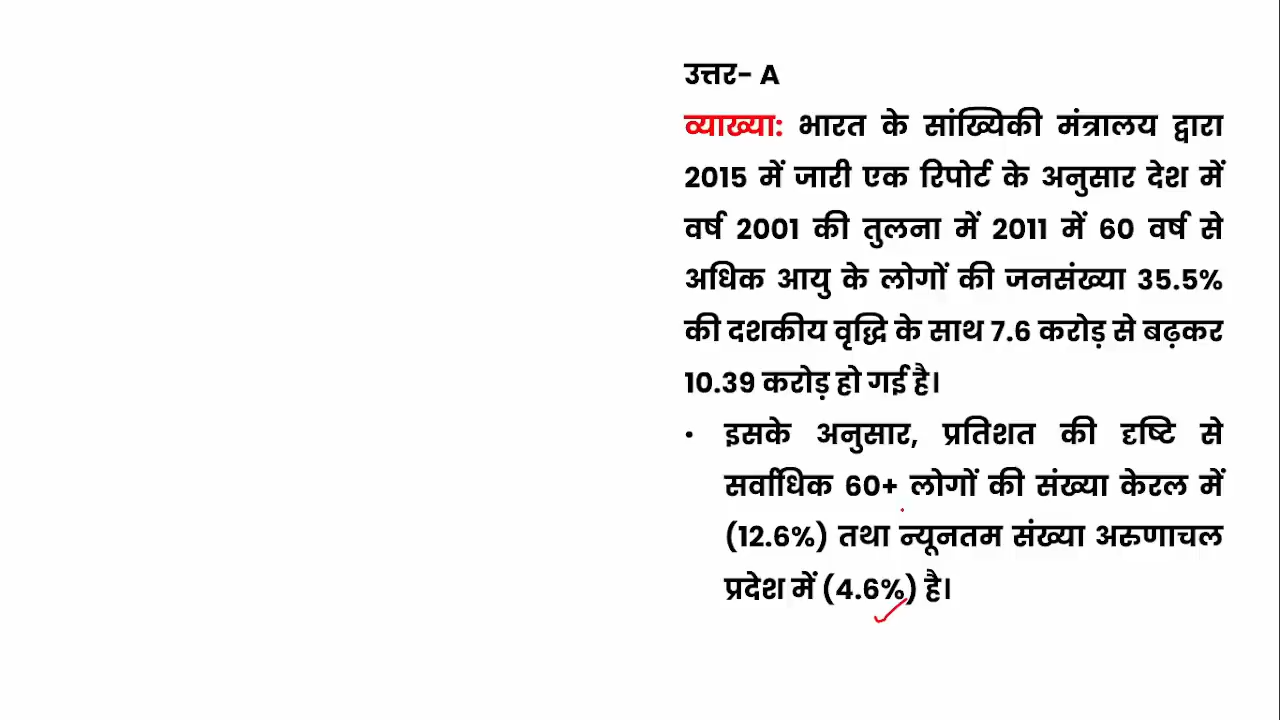 उत्तर- A
व्याख्या: भारत के सांख्यिकी मंत्रालय द्वारा
2015 में जारी एक रिपोर्ट के अनुसार देश में
वर्ष 2001 की तुलना में 2011 में 60 वर्ष से
अधिक आयु के लोगों की जनसंख्या 35.5%
की दशकीय वृद्धि के साथ 7.6 करोड़ से बढ़कर
10.39 करोड़ हो गई है।
• इसके अनुसार, प्रतिशत की दृष्टि से
सर्वाधिक 60+ लोगों की संख्या केरल में
(12.6%) तथा न्यूनतम संख्या अरुणाचल
प्रदेश में (4.6%) है।